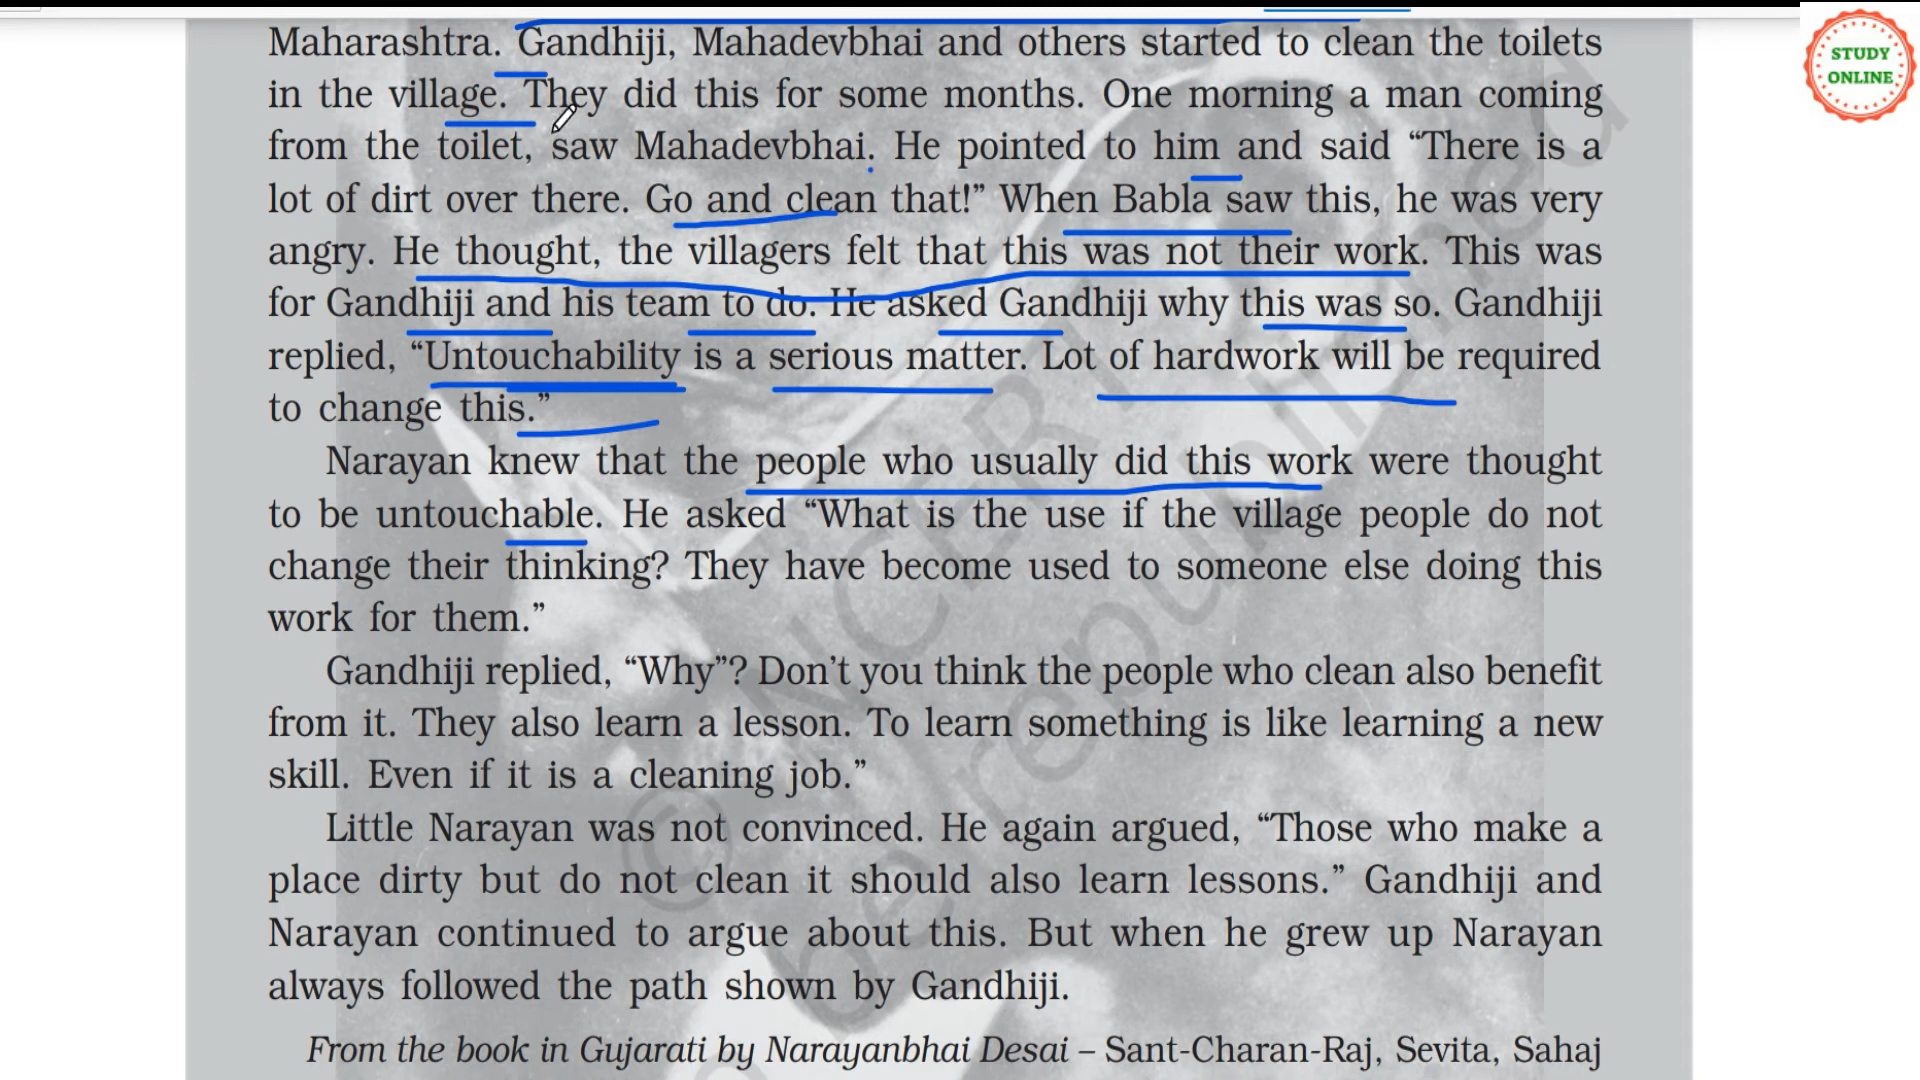 Maharashtra. Gandhiji, Mahadevbhai and others started to clean the toilets
in the village. They did this for some months. One morning a man coming
from the toilet, saw Mahadevbhai. He pointed to him and said “There is a
lot of dirt over there. Go and clean that!” When Babla saw this, he was very
angry. He thought, the villagers felt that this was not their work. This was
for Gandhiji and his team to do. He asked Gandhiji why this was so. Gandhiji
replied, “Untouchability is a serious matter. Lot of hardwork will be required
to change this.”
Narayan knew that the people who usually did this work were thought
to be untouchable. He asked “What is the use if the village people do not
change their thinking? They have become used to someone else doing this
work for them.”
Gandhiji replied, “Why”? Don’t you think the people who clean also benefit
from it. They also learn a lesson. To learn something is like learning a new
skill. Even if it is a cleaning job.”
Little Narayan was not convinced. He again argued, “Those who make a
place dirty but do not clean it should also learn lessons.” Gandhiji and
Narayan continued to argue about this. But when he grew up Narayan
always followed the path shown by Gandhiji.
From the book in Gujarati by Narayanbhai Desai – Sant-Charan-Raj, Sevita, Sahaj
STUDY
ONLINE
© NCERT
be republished